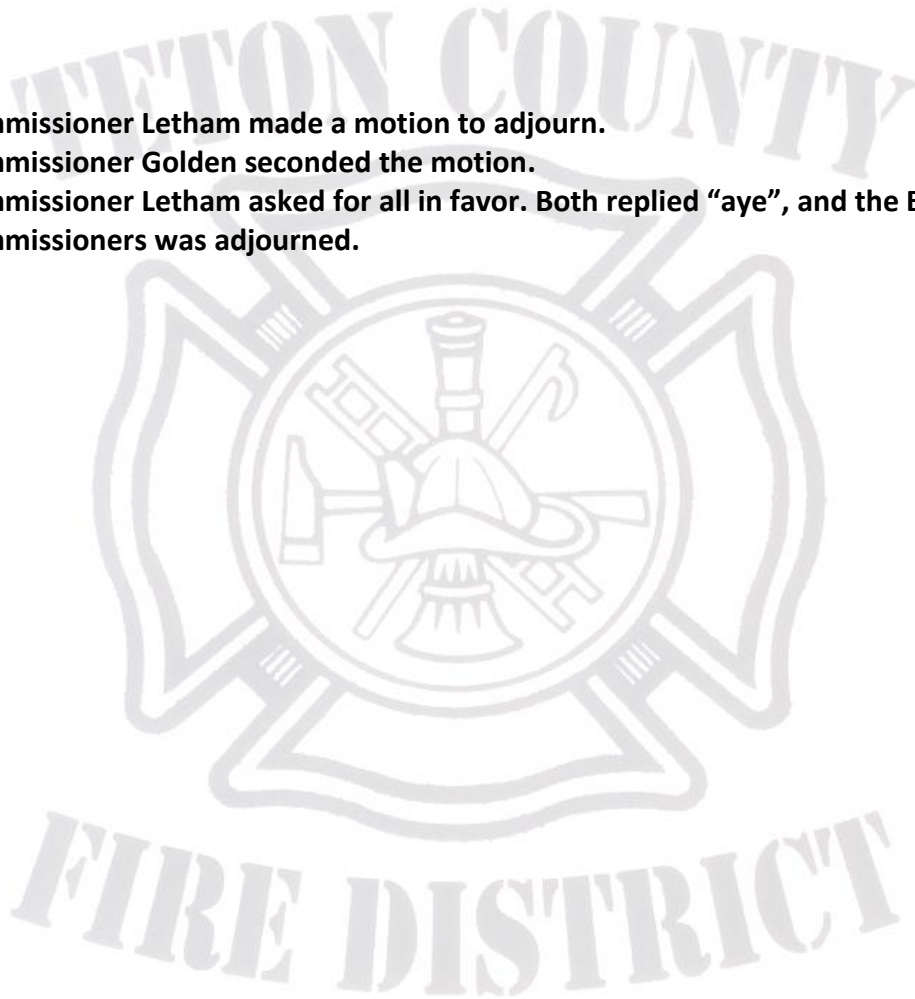 TETON COUNTY
mmissioner Letham made a motion to adjourn.
mmissioner Golden seconded the motion.
mmissioner Letham asked for all in favor. Both replied “aye”, and the
mmissioners was adjourned.
FIRE DISTRICT